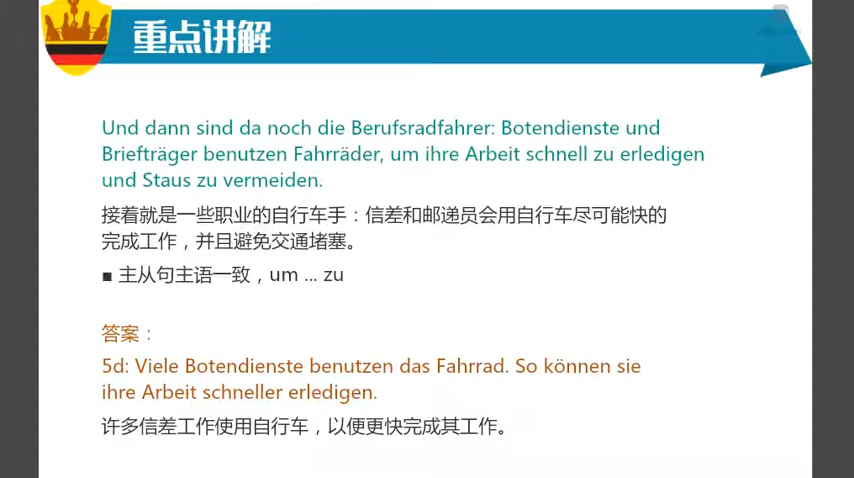 重点讲解
Und dann sind da noch die Berufsradfahrer: Botendienste und
Briefträger benutzen Fahrräder, um ihre Arbeit schnell zu erledigen
und Staus zu vermeiden.
接着就是一些职业的自行车手：信差和邮递员会用自行车尽可能快的
完成工作，并且避免交通堵塞。
■ 主从句主语一致，um ... zu
答案：
5d: Viele Botendienste benutzen das Fahrrad. So können sie
ihre Arbeit schneller erledigen.
许多信差工作使用自行车，以便更快完成其工作。